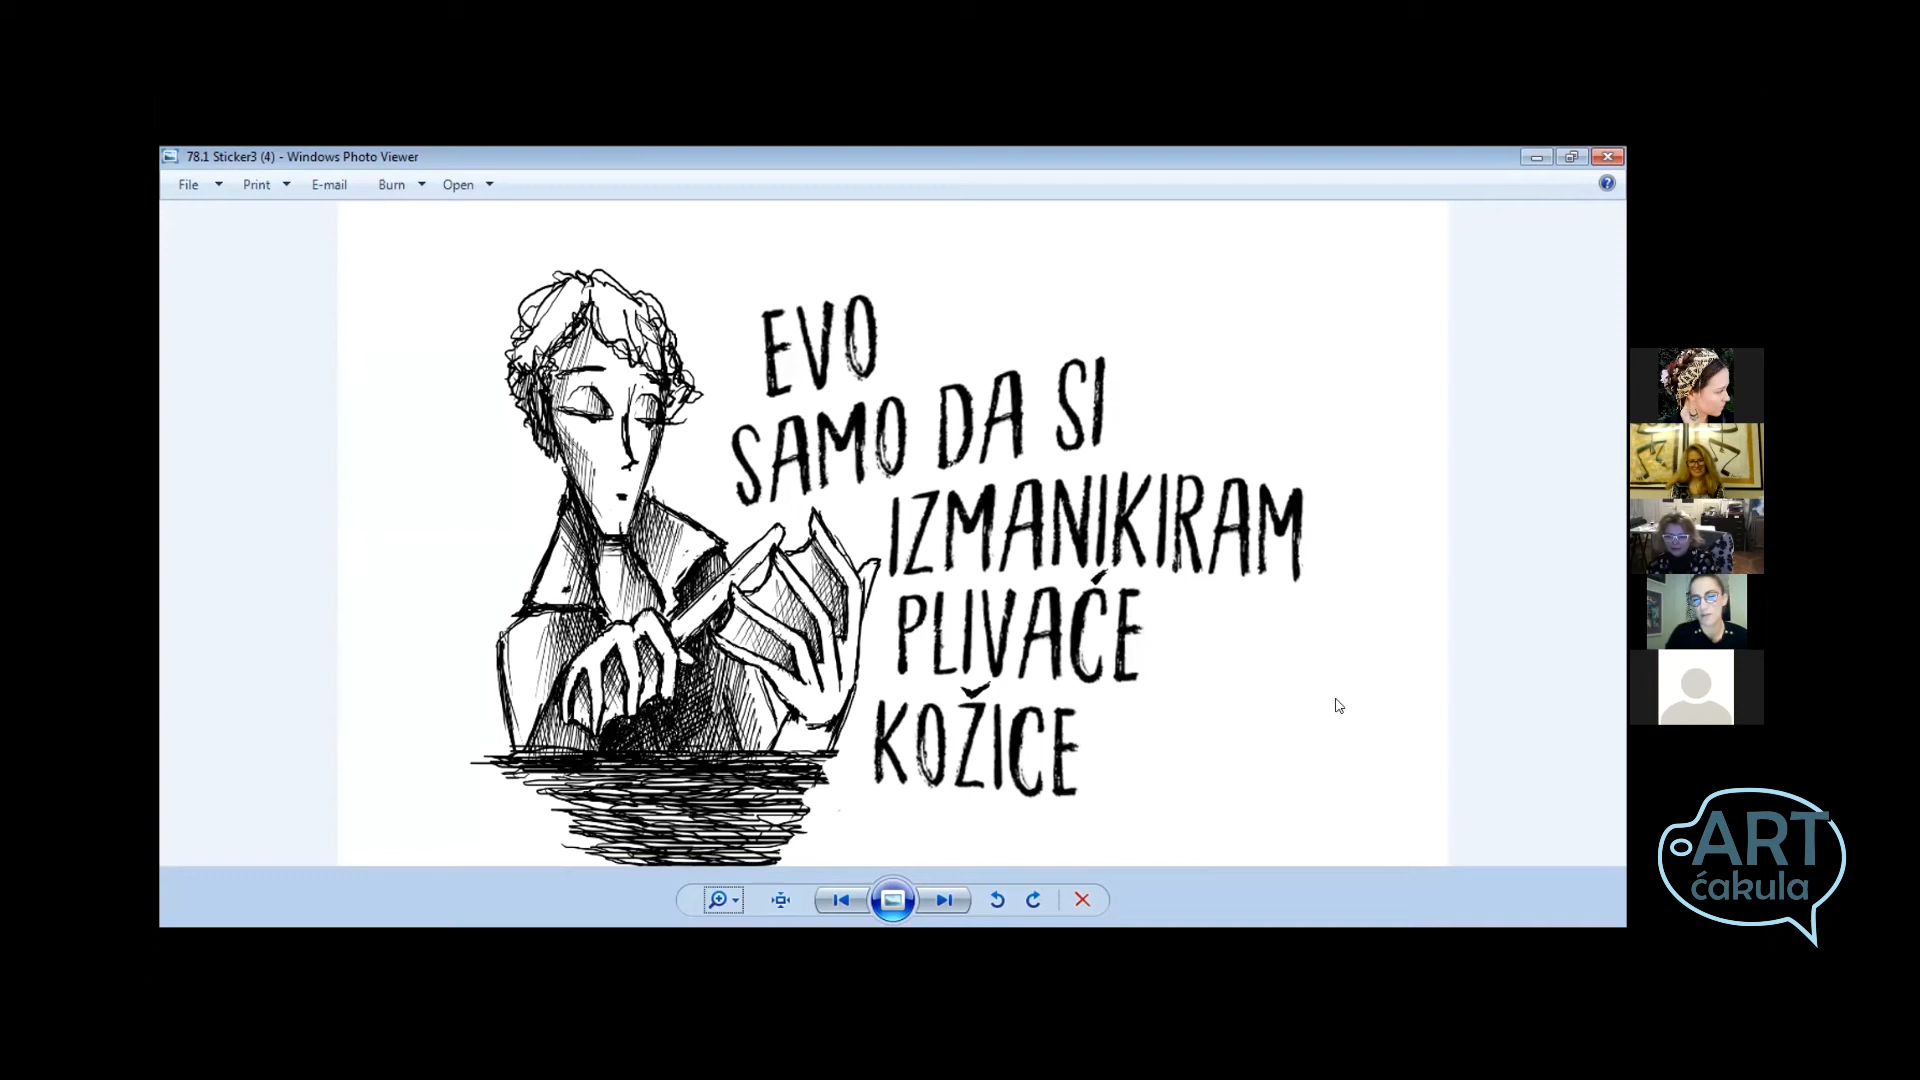 78.1 Sticker3 (4) - Windows Photo Viewer
File Print E-mail Burn Open
EVO
SAMO DA SI
IZMANIKIRAM
PLIVAĆE
KOŽICE
ART
ćakula